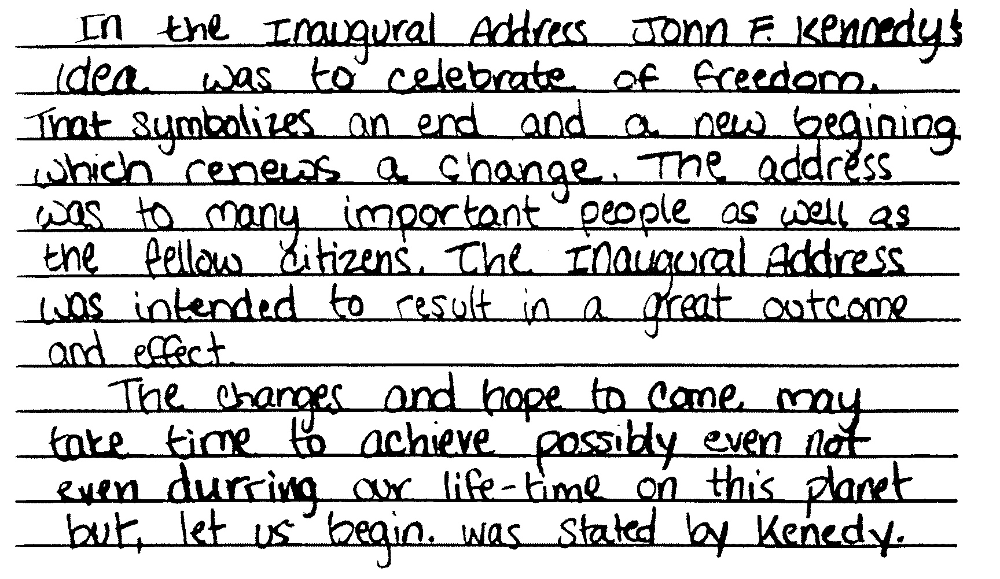 In the Inaugural Address John F. Kennedy's
idea was to celebrate of freedom.
That symbolizes an end and a new begining
which renews a change. The address
was to many important people as well as
the fellow citizens. The Inaugural Address
was intended to result in a great outcome
and effect.
The changes and hope to come may
take time to achieve possibly even not
even durring our life-time on this planet
but, let us begin. was stated by Kenedy.